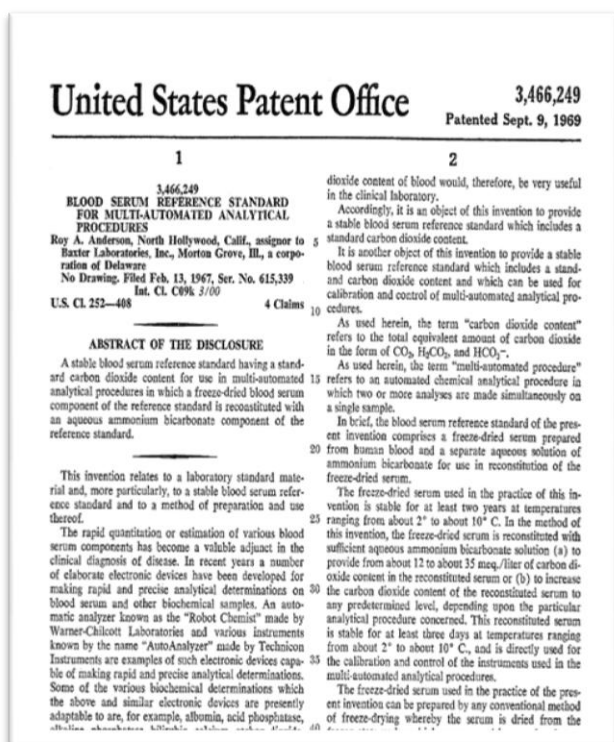 United States Patent Office
3,466,249
Patented Sept. 9, 1969
1
3,466,249
BLOOD SERUM REFERENCE STANDARD
FOR MULTI-AUTOMATED ANALYTICAL
PROCEDURES
Roy A. Anderson, North Hollywood, Calif., assignor to
Baxter Laboratories, Inc., Morton Grove, Ill., a corpo-
ration of Delaware
No Drawing. Filed Feb. 13, 1967, Ser. No. 615,339
Int. Cl. C09k 3/00
U.S. Cl. 252—408 4 Claims
ABSTRACT OF THE DISCLOSURE
A stable blood serum reference standard having a stand-
ard carbon dioxide content for use in multi-automated
analytical procedures in which a freeze-dried blood serum
component of the reference standard is reconstituted with
an aqueous ammonium bicarbonate component of the
reference standard.
This invention relates to a laboratory standard mate-
rial and, more particularly, to a stable blood serum refer-
ence standard and to a method of preparation and use
thereof.
The rapid quantitation or estimation of various blood
serum components has become a valuble adjunct in the
clinical diagnosis of disease. In recent years a number
of elaborate electronic devices have been developed for
making rapid and precise analytical determinations on
blood serum and other biochemical samples. An auto-
matic analyzer known as the "Robot Chemist" made by
Warner-Chilcott Laboratories and various instruments
known by the name "AutoAnalyzer" made by Technicon
Instruments are examples of such electronic devices capa-
ble of making rapid and precise analytical determinations.
Some of the various biochemical determinations which
the above and similar electronic devices are presently
adaptable to are, for example, albumin, acid phosphatase,
5
10
15
20
25
30
35
40
2
dioxide content of blood would, therefore, be very useful
in the clinical laboratory.
Accordingly, it is an object of this invention to provide
a stable blood serum reference standard which includes a
standard carbon dioxide content.
It is another object of this invention to provide a stable
blood serum reference standard which includes a stand-
and carbon dioxide content and which can be used for
calibration and control of multi-automated analytical pro-
cedures.
As used herein, the term "carbon dioxide content"
refers to the total equivalent amount of carbon dioxide
in the form of CO₂, H₂CO₃, and HCO₃⁻.
As used herein, the term "multi-automated procedure"
refers to an automated chemical analytical procedure in
which two or more analyses are made simultaneously on
a single sample.
In brief, the blood serum reference standard of the pres-
ent invention comprises a freeze-dried serum prepared
from human blood and a separate aqueous solution of
ammonium bicarbonate for use in reconstitution of the
freeze-dried serum.
The freeze-dried serum used in the practice of this in-
vention is stable for at least two years at temperatures
ranging from about 2° to about 10° C. In the method of
this invention, the freeze-dried serum is reconstituted with
sufficient aqueous ammonium bicarbonate solution (a) to
provide from about 12 to about 35 meq./liter of carbon di-
oxide content in the reconstituted serum or (b) to increase
the carbon dioxide content of the reconstituted serum to
any predetermined level, depending upon the particular
analytical procedure concerned. This reconstituted serum
is stable for at least three days at temperatures ranging
from about 2° to about 10° C., and is directly used for
the calibration and control of the instruments used in the
multi-automated analytical procedures.
The freeze-dried serum used in the practice of the pres-
ent invention can be prepared by any conventional method
of freeze-drying whereby the serum is dried from the